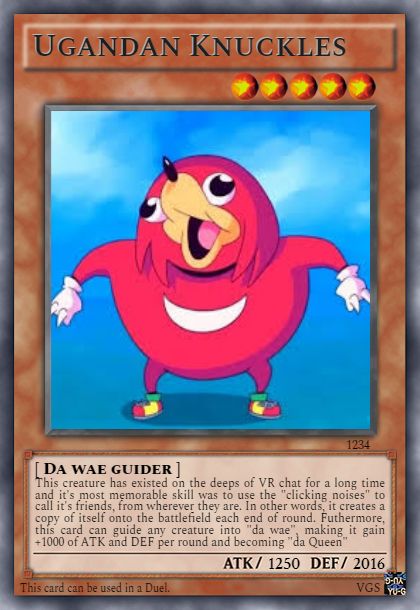 Ugandan Knuckles
1234
[ Da wae guider ]
This creature has existed on the deeps of VR chat for a long time
and it's most memorable skill was to use the "clicking noises" to
call it's friends, from wherever they are. In other words, it creates a
copy of itself onto the battlefield each end of round. Futhermore,
this card can guide any creature into "da wae", making it gain
+1000 of ATK and DEF per round and becoming "da Queen"
ATK/ 1250 DEF/ 2016
This card can be used in a Duel. VGS